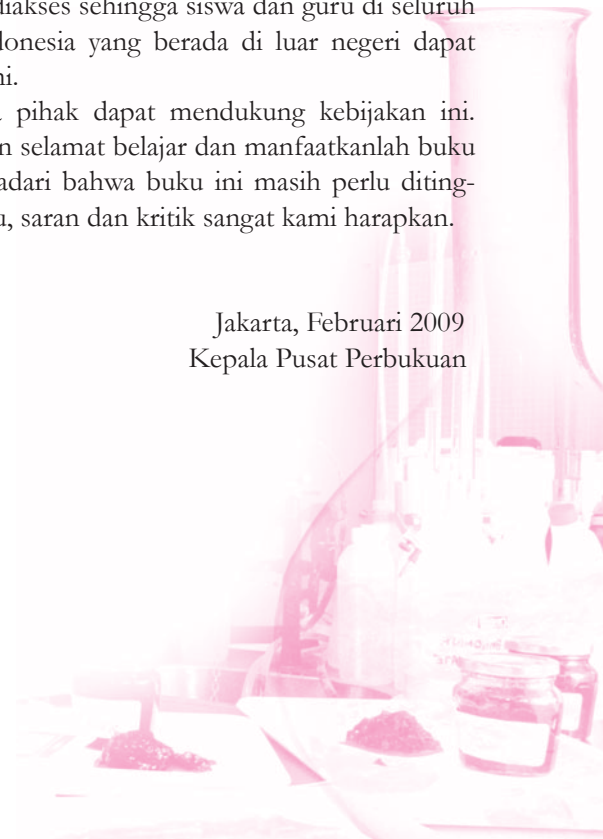 diakses sehingga siswa dan guru di seluruh
donesia yang berada di luar negeri dapat
ni.
a pihak dapat mendukung kebijakan ini.
n selamat belajar dan manfaatkanlah buku
adari bahwa buku ini masih perlu diting-
u, saran dan kritik sangat kami harapkan.
Jakarta, Februari 2009
Kepala Pusat Perbukuan